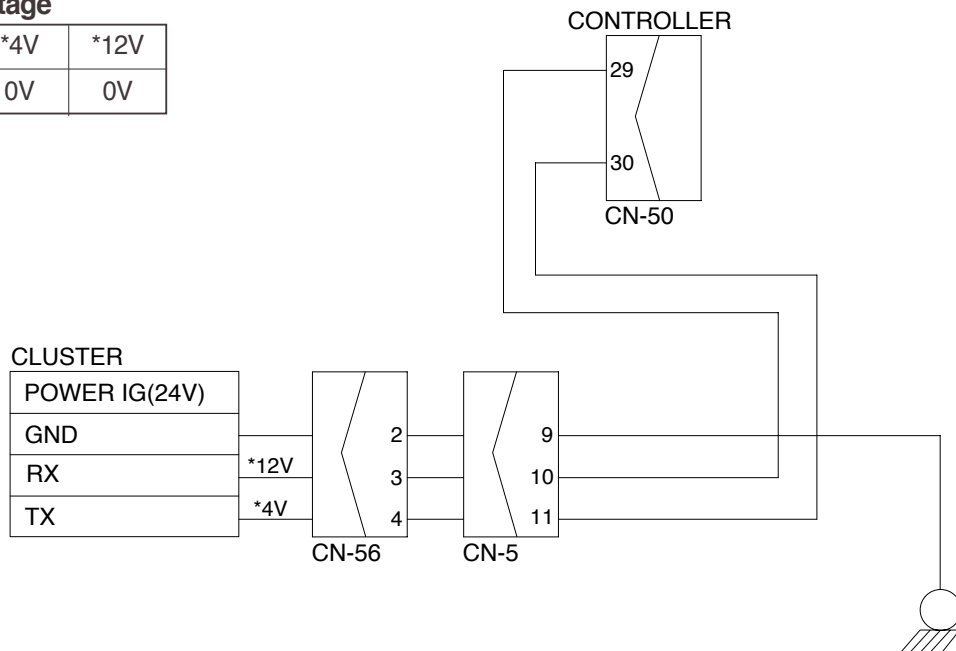 *4V *12V
0V 0V
CONTROLLER
29
30
CN-50
CLUSTER
POWER IG(24V)
GND 2 9
RX *12V 3 10
TX *4V 4 11
CN-56 CN-5